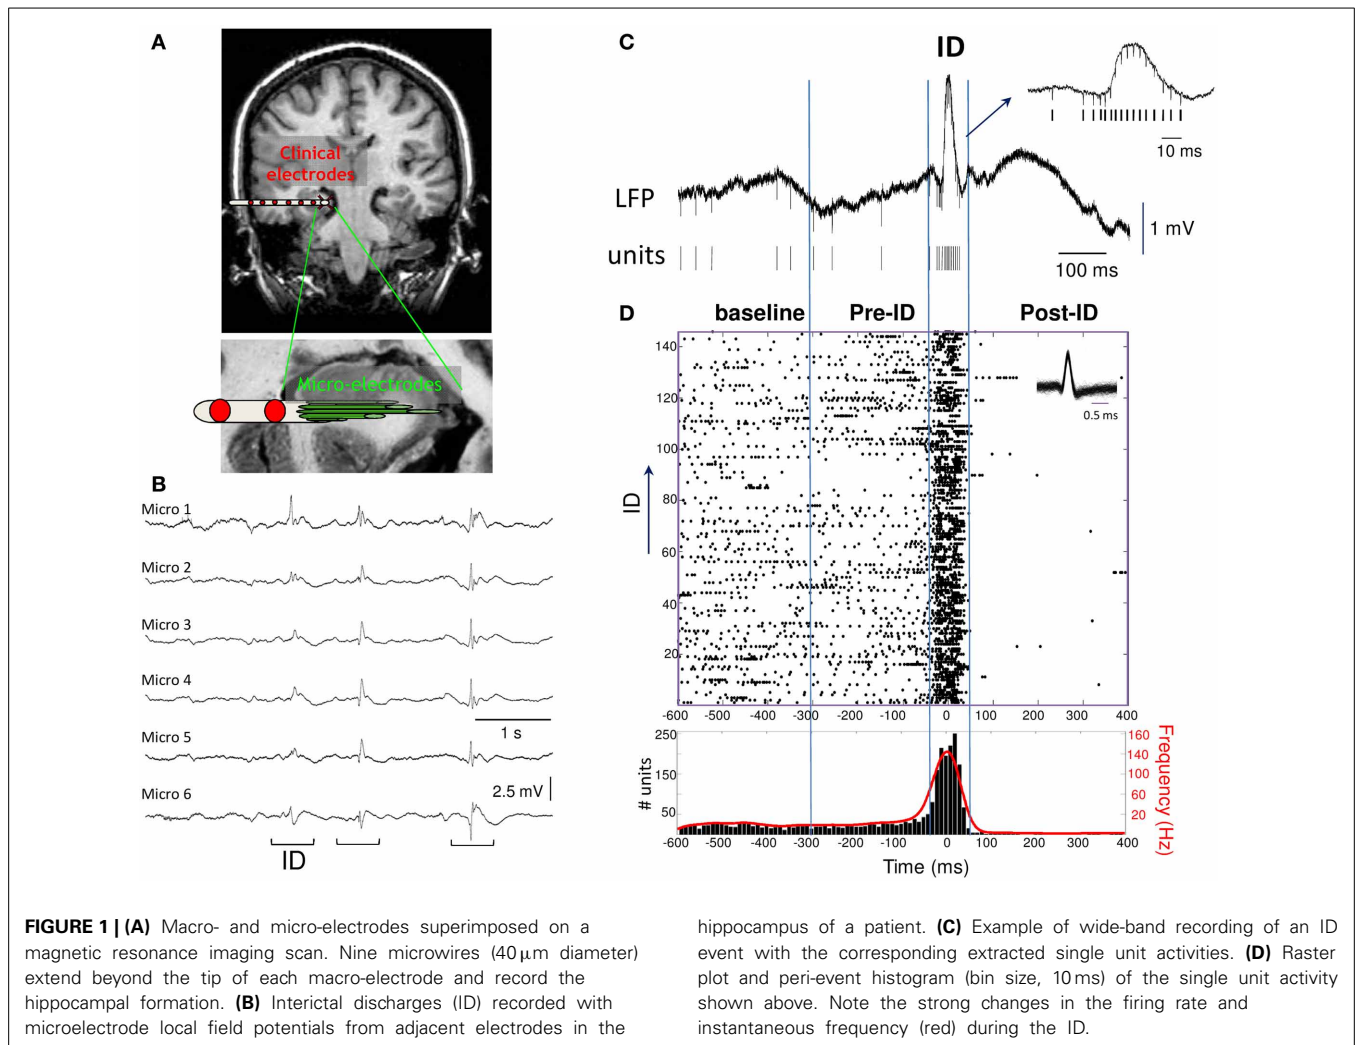 A
Clinical
electrodes
Micro-electrodes
B
Micro 1
Micro 2
Micro 3
Micro 4
1 s
Micro 5
2.5 mV
Micro 6
ID
C
ID
10 ms
LFP
1 mV
units
100 ms
D
baseline
Pre-ID
Post-ID
140
120
100
80
60
40
20
ID
0.5 ms
-600 -500 -400 -300 -200 -100 0 100 200 300 400
250
150
50
# units
160
140
100
60
20
Frequency (Hz)
-600 -500 -400 -300 -200 -100 0 100 200 300 400
Time (ms)
FIGURE 1 | (A) Macro- and micro-electrodes superimposed on a
magnetic resonance imaging scan. Nine microwires (40 μm diameter)
extend beyond the tip of each macro-electrode and record the
hippocampal formation. (B) Interictal discharges (ID) recorded with
microelectrode local field potentials from adjacent electrodes in the
hippocampus of a patient. (C) Example of wide-band recording of an ID
event with the corresponding extracted single unit activities. (D) Raster
plot and peri-event histogram (bin size, 10 ms) of the single unit activity
shown above. Note the strong changes in the firing rate and
instantaneous frequency (red) during the ID.